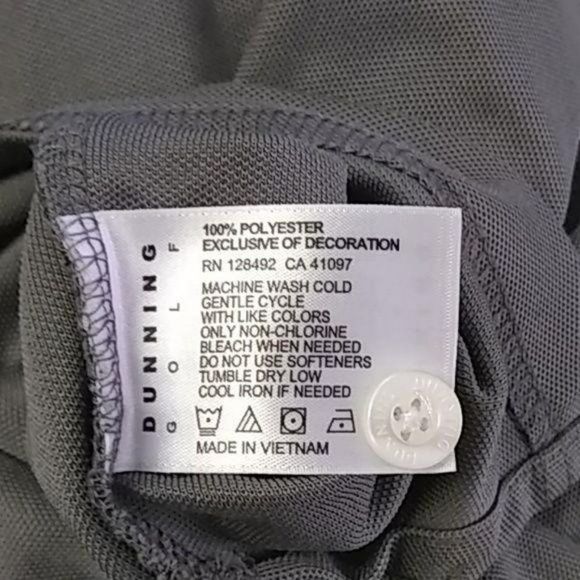 DUNNING
GOLF
100% POLYESTER
EXCLUSIVE OF DECORATION
RN 128492 CA 41097
MACHINE WASH COLD
GENTLE CYCLE
WITH LIKE COLORS
ONLY NON-CHLORINE
BLEACH WHEN NEEDED
DO NOT USE SOFTENERS
TUMBLE DRY LOW
COOL IRON IF NEEDED
MADE IN VIETNAM